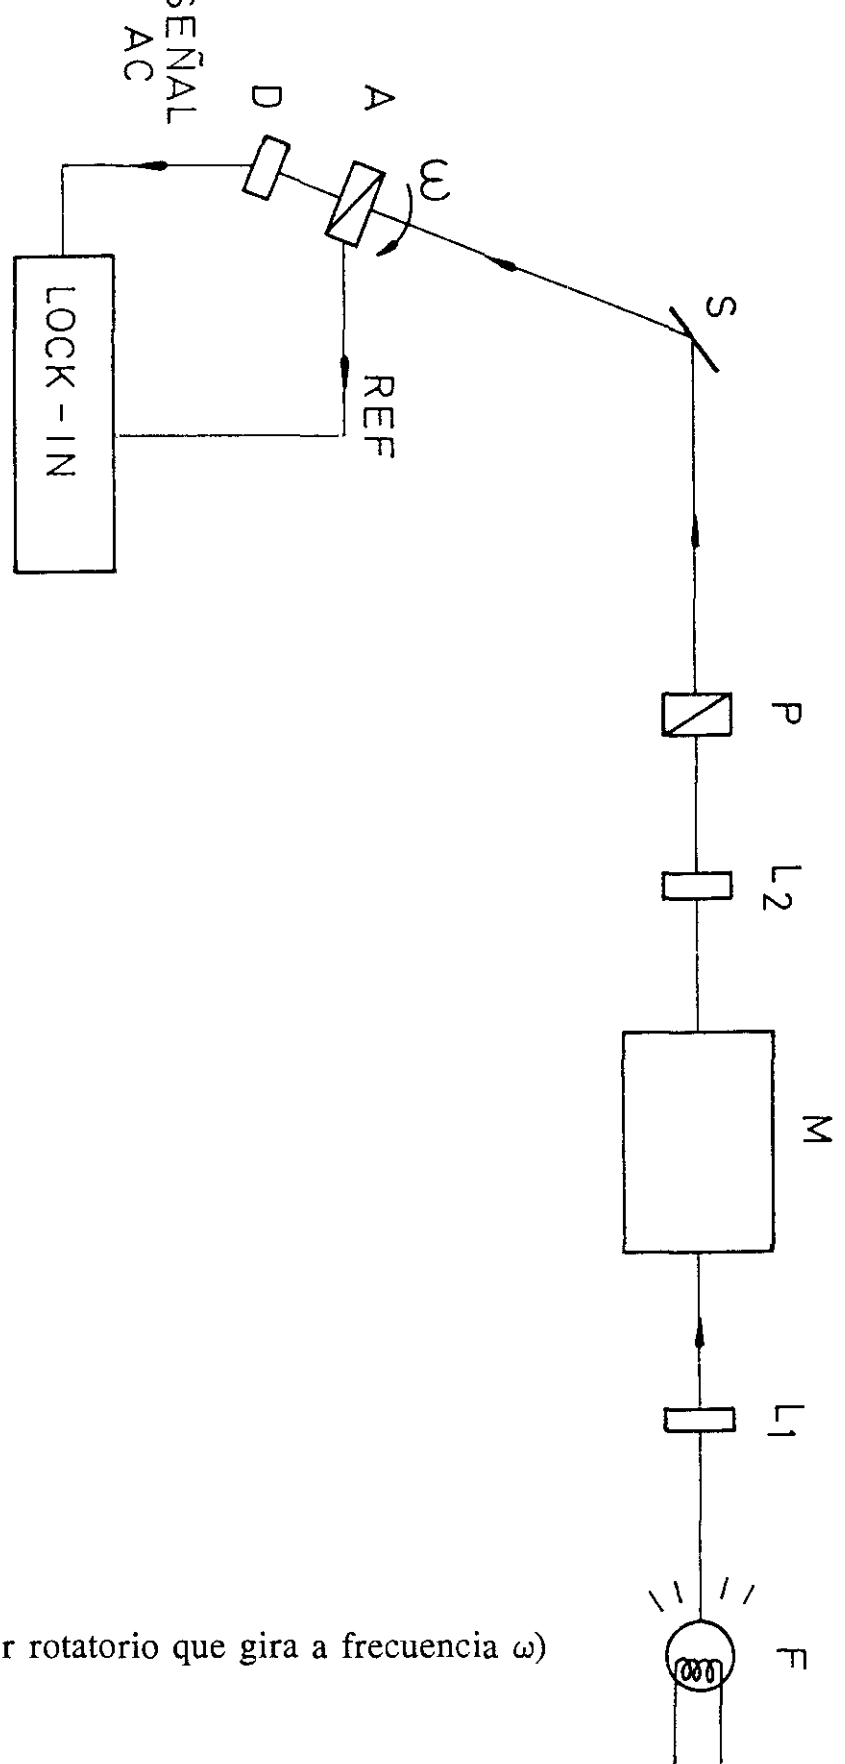 SEÑAL
AC
D
A
ω
S
LOCK-IN
REF
P
L2
M
L1
F
r rotatorio que gira a frecuencia ω)